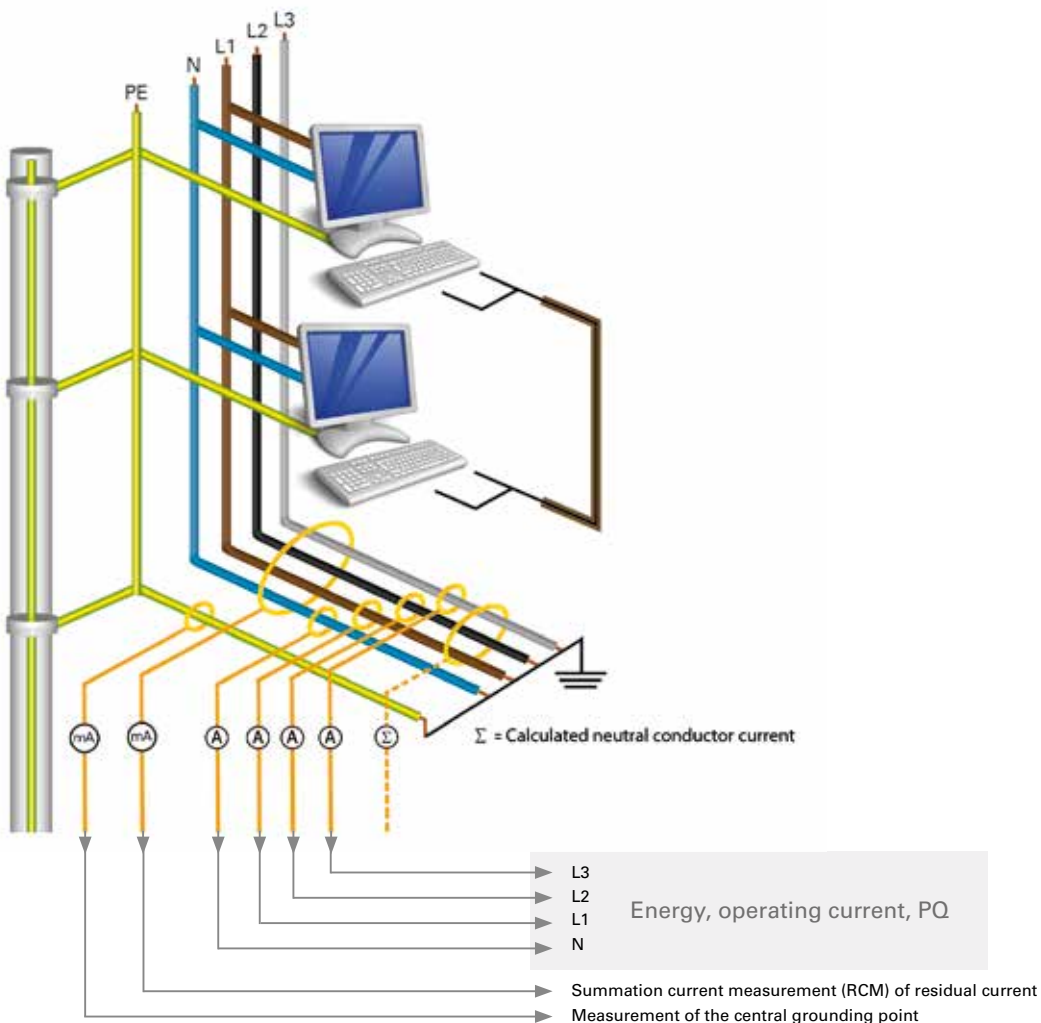 L3
L2
L1
N
PE
mA
mA
A
A
A
A
Σ
Σ = Calculated neutral conductor current
L3
L2
L1
N
Energy, operating current, PQ
Summation current measurement (RCM) of residual current
Measurement of the central grounding point